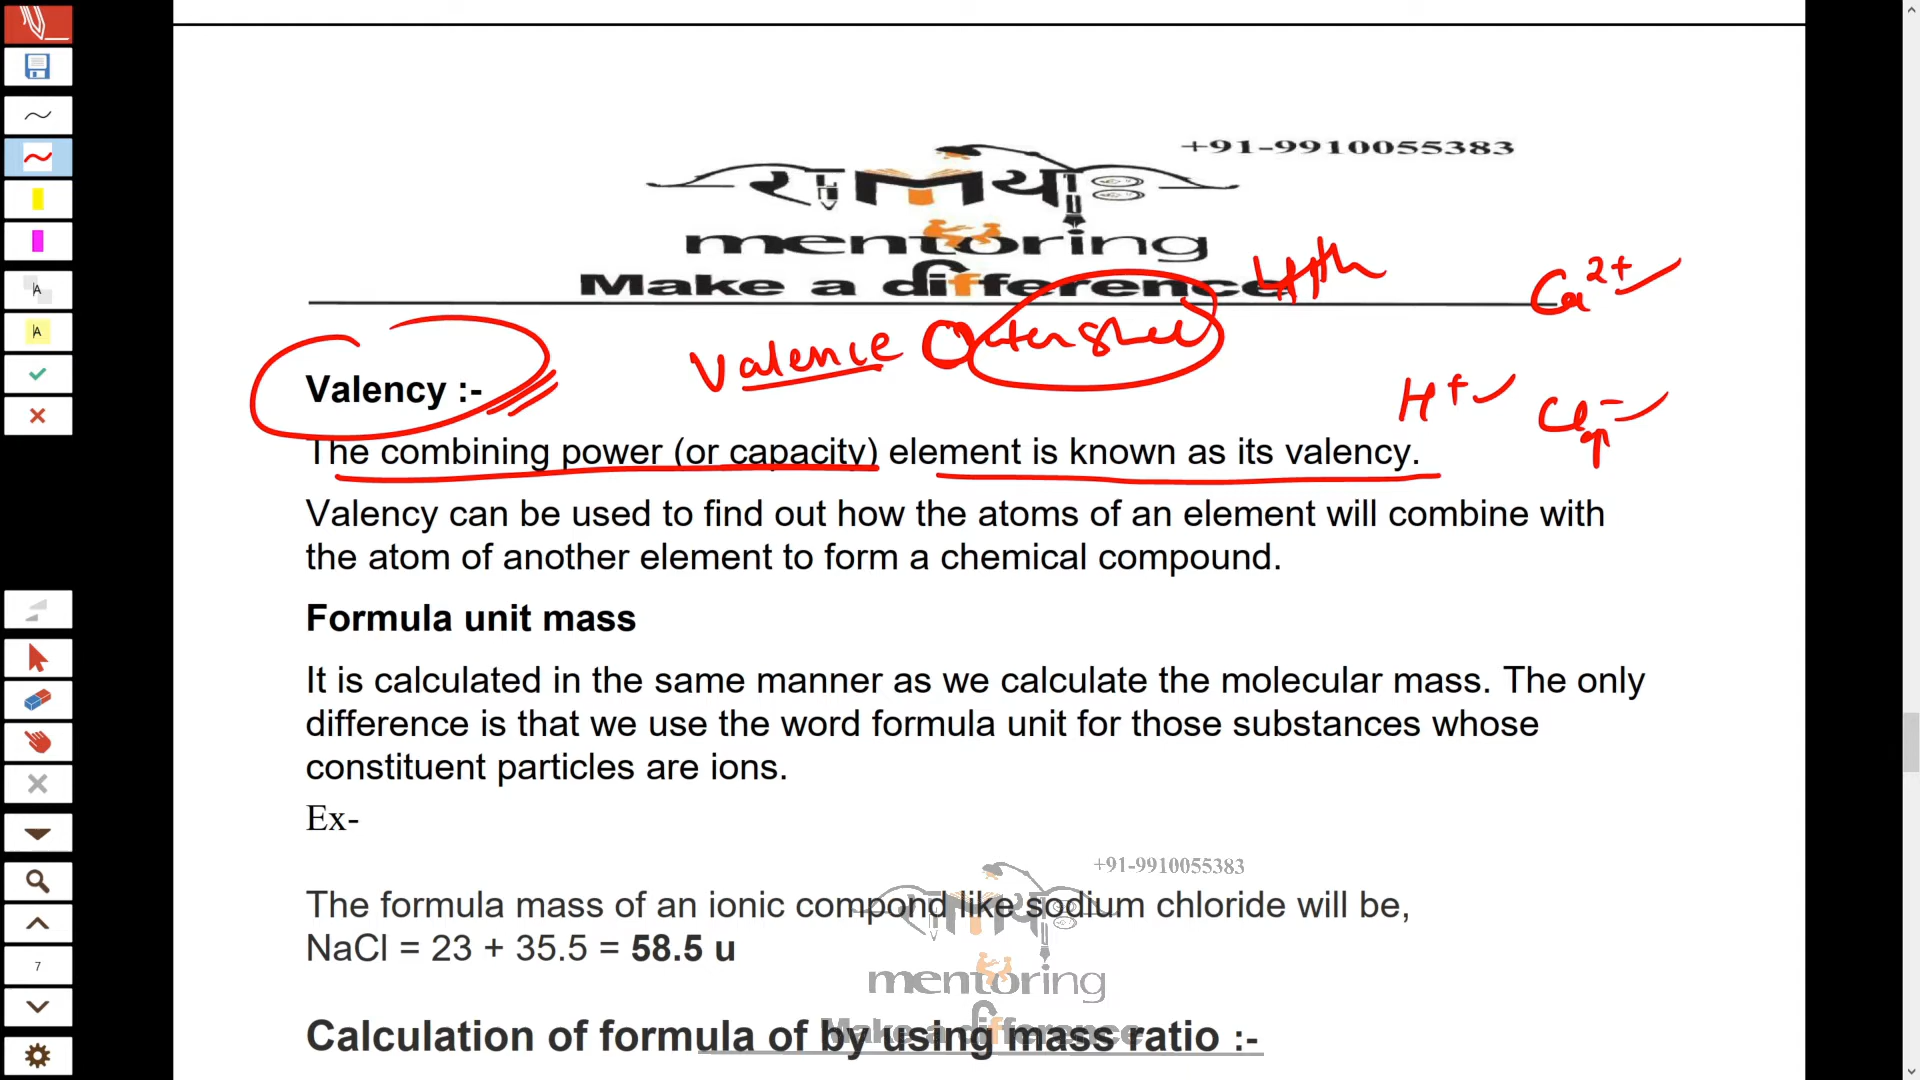 +91-9910055383
रामयाः
mentoring
Make a difference
Valence Outer shell
Ca2+
Valency :-
H+ Cl-
The combining power (or capacity) element is known as its valency.
Valency can be used to find out how the atoms of an element will combine with
the atom of another element to form a chemical compound.
Formula unit mass
It is calculated in the same manner as we calculate the molecular mass. The only
difference is that we use the word formula unit for those substances whose
constituent particles are ions.
Ex-
+91-9910055383
The formula mass of an ionic compond like sodium chloride will be,
NaCl = 23 + 35.5 = 58.5 u
रामयाः
mentoring
Make a difference
Calculation of formula of by using mass ratio :-
7